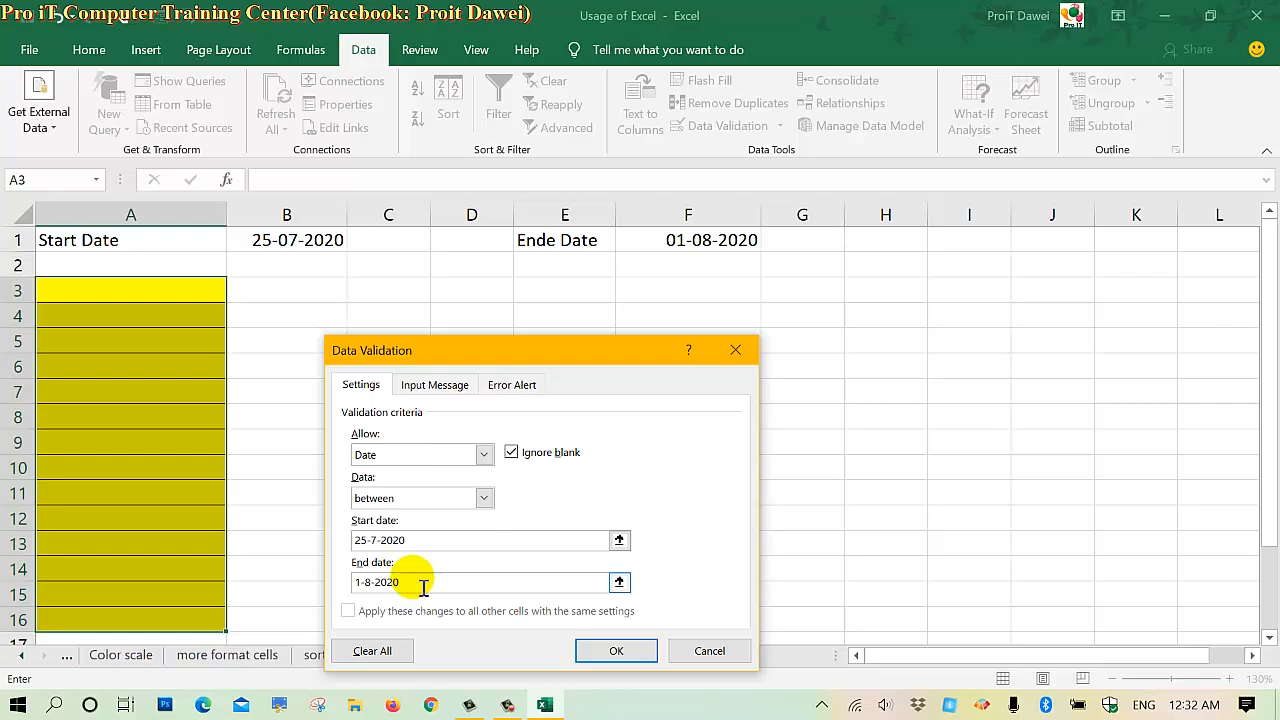 Pro iT Computer Training Center(Facebook: Proit Dawei)
Usage of Excel - Excel
ProiT Dawei
Pro IT
File Home Insert Page Layout Formulas Data Review View Help Tell me what you want to do Share
Get External Data
New Query
Show Queries
From Table
Recent Sources
Get & Transform
Refresh All
Connections
Properties
Edit Links
Connections
Sort
Filter
Clear
Reapply
Advanced
Sort & Filter
Text to Columns
Flash Fill
Remove Duplicates
Data Validation
Consolidate
Relationships
Manage Data Model
Data Tools
What-If Analysis
Forecast Sheet
Forecast
Group
Ungroup
Subtotal
Outline
A3
fx
A B C D E F G H I J K L
1 Start Date 25-07-2020 Ende Date 01-08-2020
2
3
4
5
6
7
8
9
10
11
12
13
14
15
16
17
Data Validation
?
Settings Input Message Error Alert
Validation criteria
Allow:
Date Ignore blank
Data:
between
Start date:
25-7-2020
End date:
1-8-2020
Apply these changes to all other cells with the same settings
Clear All OK Cancel
... Color scale more format cells sort
Enter
130%
ENG 12:32 AM